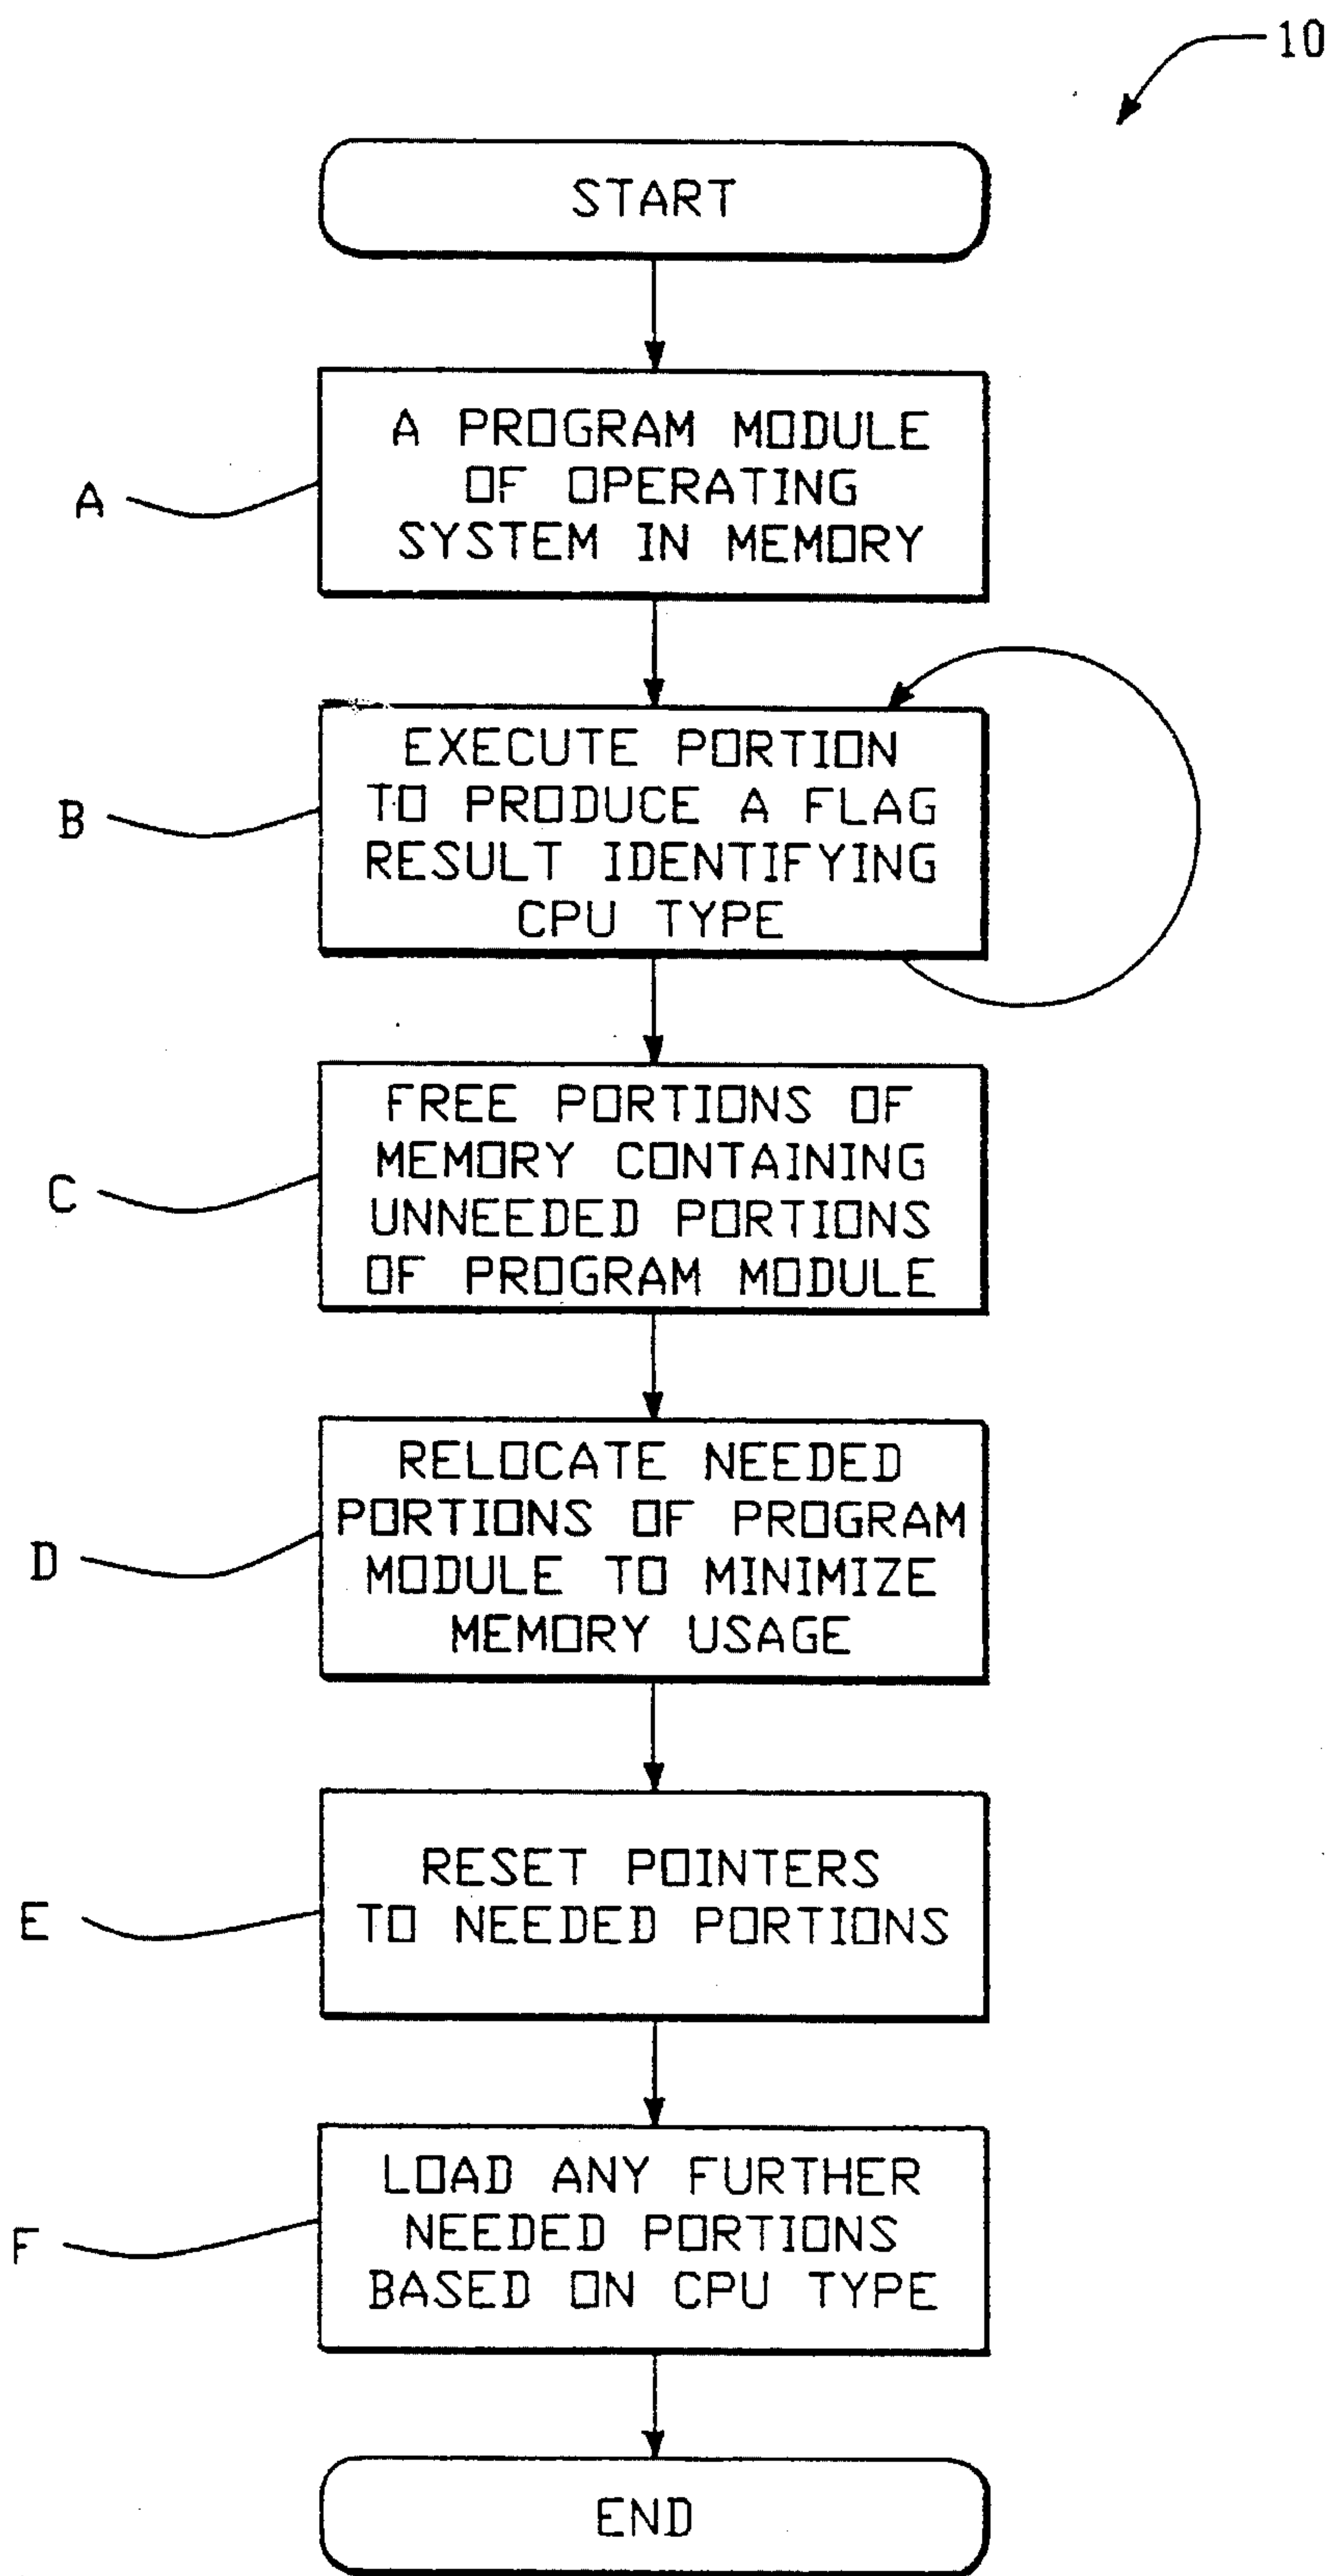 10
START
A PROGRAM MODULE
OF OPERATING
SYSTEM IN MEMORY
A
EXECUTE PORTION
TO PRODUCE A FLAG
RESULT IDENTIFYING
CPU TYPE
B
FREE PORTIONS OF
MEMORY CONTAINING
UNNEEDED PORTIONS
OF PROGRAM MODULE
C
RELOCATE NEEDED
PORTIONS OF PROGRAM
MODULE TO MINIMIZE
MEMORY USAGE
D
RESET POINTERS
TO NEEDED PORTIONS
E
LOAD ANY FURTHER
NEEDED PORTIONS
BASED ON CPU TYPE
F
END